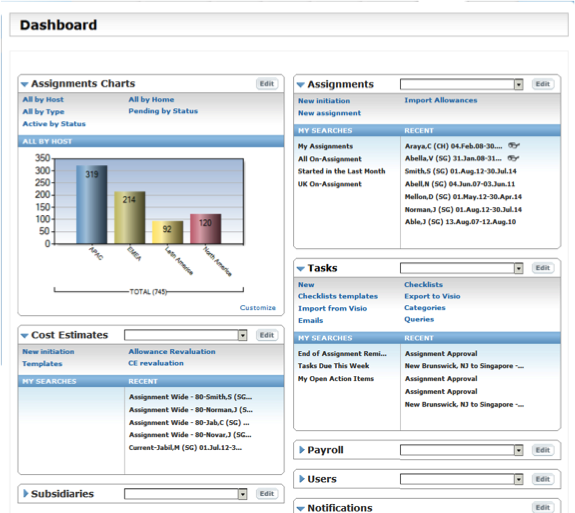 Dashboard
Assignments Charts
Edit
All by Host
All by Home
All by Type
Pending by Status
Active by Status
ALL BY HOST
350
300
250
200
150
100
50
0
319
214
92
120
APAC
EMEA
Latin America
North America
TOTAL (745)
Customize
Cost Estimates
Edit
New initiation
Allowance Revaluation
Templates
CE revaluation
MY SEARCHES
RECENT
Assignment Wide - 80-Smith,S (SG...
Assignment Wide - 80-Norman,J (S...
Assignment Wide - 80-Jab,C (SG) ...
Assignment Wide - 80-Novar,J (SG...
Current-Jabil,M (SG) 01.Jul.12-3...
Subsidiaries
Edit
Assignments
Edit
New initiation
Import Allowances
New assignment
MY SEARCHES
RECENT
My Assignments
Araya,C (CH) 04.Feb.08-30....
All On-Assignment
Abella,V (SG) 31.Jan.08-31...
Started in the Last Month
Smith,S (SG) 01.Aug.12-30.Jul.14
UK On-Assignment
Abell,N (SG) 04.Jun.07-03.Jun.11
Mellon,D (SG) 01.May.12-30.Apr.14
Norman,J (SG) 01.Aug.12-30.Jul.14
Able,J (SG) 13.Aug.07-12.Aug.10
Tasks
Edit
New
Checklists
Checklists templates
Export to Visio
Import from Visio
Categories
Emails
Queries
MY SEARCHES
RECENT
End of Assignment Remi...
Assignment Approval
Tasks Due This Week
New Brunswick, NJ to Singapore -...
My Open Action Items
Assignment Approval
Assignment Approval
New Brunswick, NJ to Singapore -...
Payroll
Edit
Users
Edit
Notifications
Edit